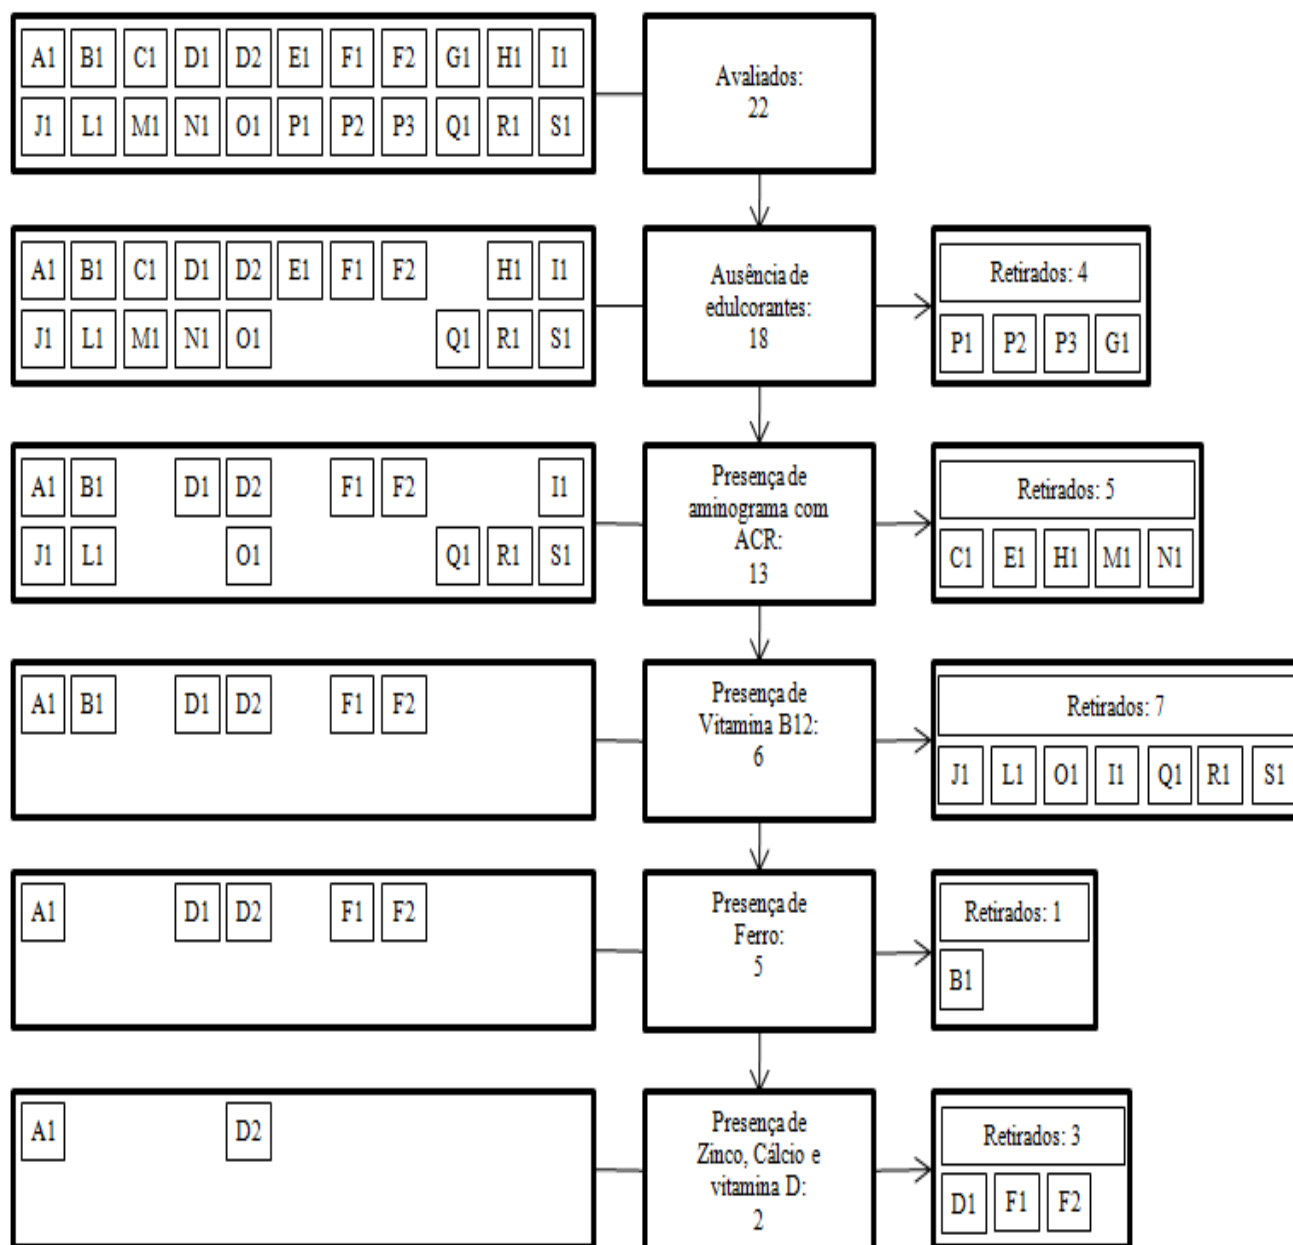 A1 B1 C1 D1 D2 E1 F1 F2 G1 H1 I1
J1 L1 M1 N1 O1 P1 P2 P3 Q1 R1 S1
Avaliados:
22
A1 B1 C1 D1 D2 E1 F1 F2 H1 I1
J1 L1 M1 N1 O1 Q1 R1 S1
Ausência de
edulcorantes:
18
Retirados: 4
P1 P2 P3 G1
A1 B1 D1 D2 F1 F2 I1
J1 L1 O1 Q1 R1 S1
Presença de
aminograma com
ACR:
13
Retirados: 5
C1 E1 H1 M1 N1
A1 B1 D1 D2 F1 F2
Presença de
Vitamina B12:
6
Retirados: 7
J1 L1 O1 I1 Q1 R1 S1
A1 D1 D2 F1 F2
Presença de
Ferro:
5
Retirados: 1
B1
A1 D2
Presença de
Zinco, Cálcio e
vitamina D:
2
Retirados: 3
D1 F1 F2